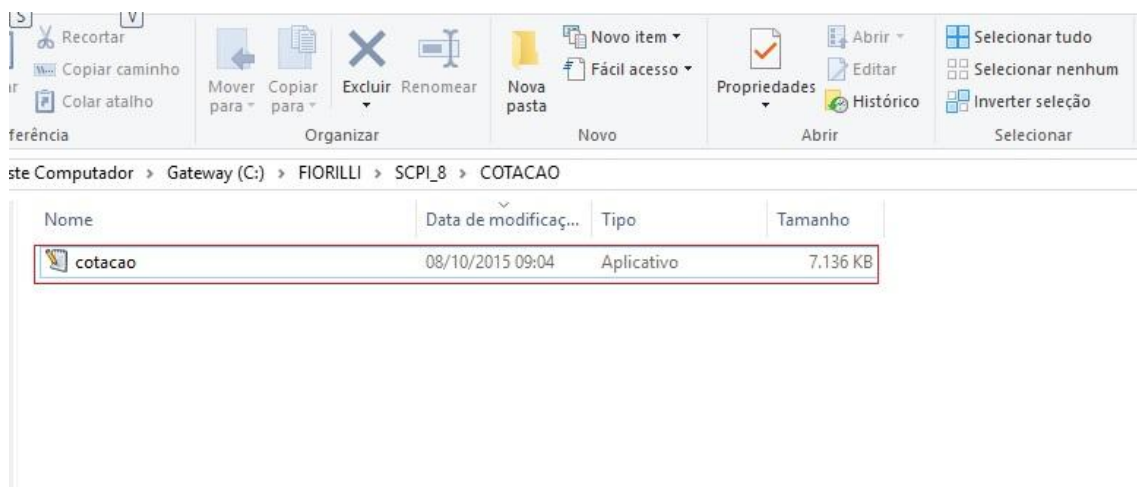 S V
Recortar
Copiar caminho
Colar atalho
Mover para
Copiar para
Excluir
Renomear
Nova pasta
Novo item
Fácil acesso
Propriedades
Abrir
Editar
Histórico
Selecionar tudo
Selecionar nenhum
Inverter seleção
ferência
Organizar
Novo
Abrir
Selecionar
ste Computador > Gateway (C:) > FIORILLI > SCPI_8 > COTACAO
Nome Data de modificaç... Tipo Tamanho
cotacao 08/10/2015 09:04 Aplicativo 7.136 KB